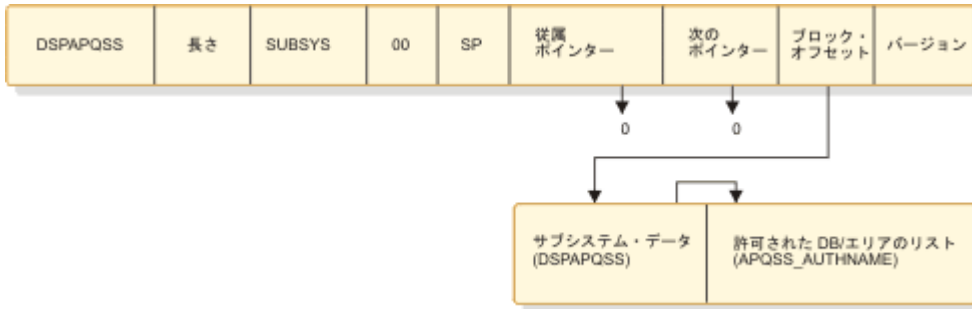 DSPAPQSS
長さ
SUBSYS
00
SP
従属
ポインター
次の
ポインター
ブロック・
オフセット
バージョン
0
0
サブシステム・データ
(DSPAPQSS)
許可された DB/エリアのリスト
(APQSS_AUTHNAME)